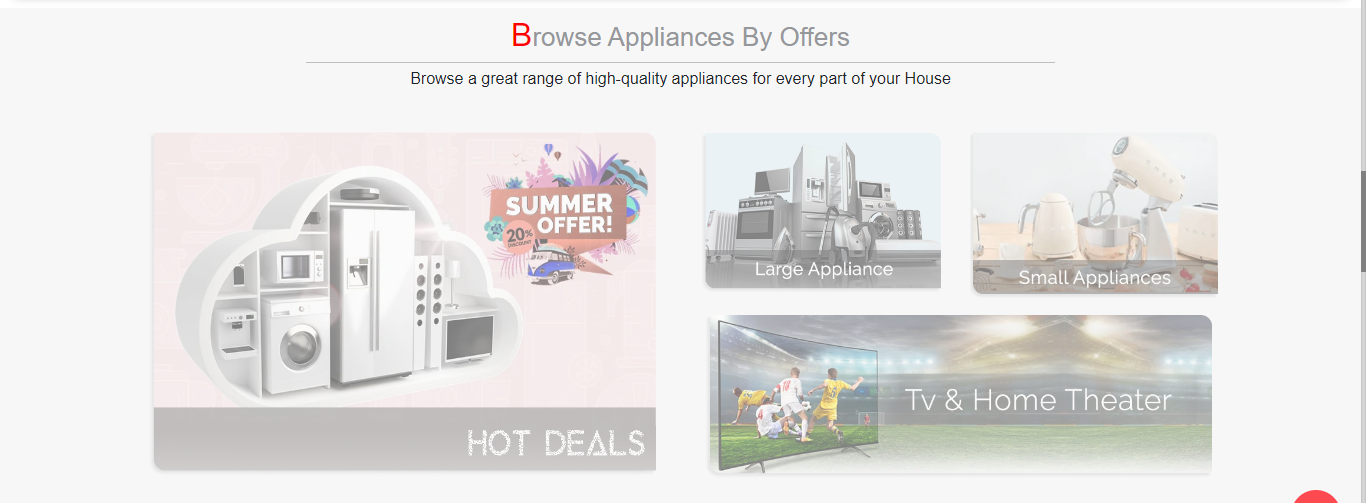 Browse Appliances By Offers
Browse a great range of high-quality appliances for every part of your House
SUMMER
OFFER!
20%
DISCOUNT
HOT DEALS
Large Appliance
Small Appliances
Tv & Home Theater